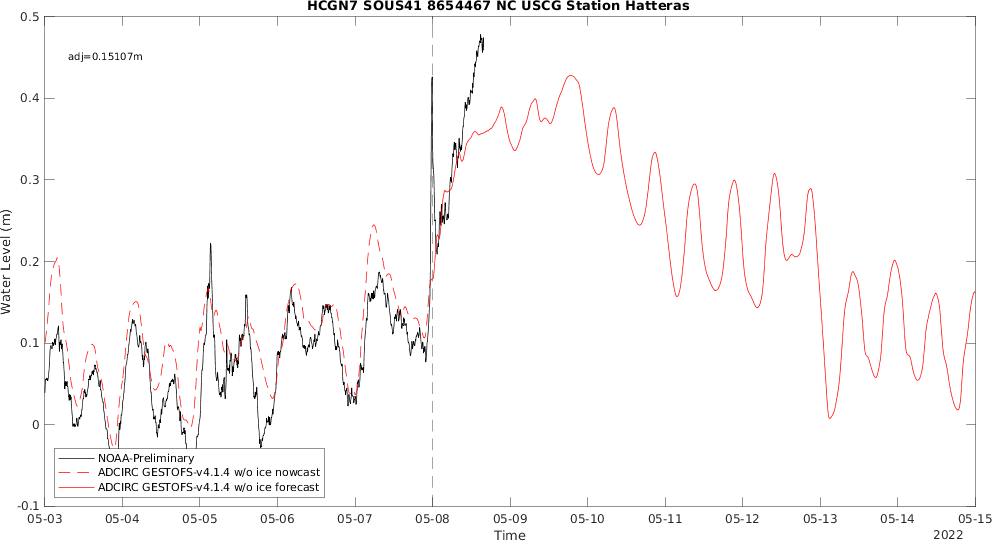 HCGN7 SOUS41 8654467 NC USCG Station Hatteras
adj=0.15107m
0.5
0.4
0.3
0.2
0.1
0
-0.1
Water Level (m)
NOAA-Preliminary
ADCIRC GESTOFS-v4.1.4 w/o ice nowcast
ADCIRC GESTOFS-v4.1.4 w/o ice forecast
05-03 05-04 05-05 05-06 05-07 05-08 05-09 05-10 05-11 05-12 05-13 05-14 05-15
Time
2022